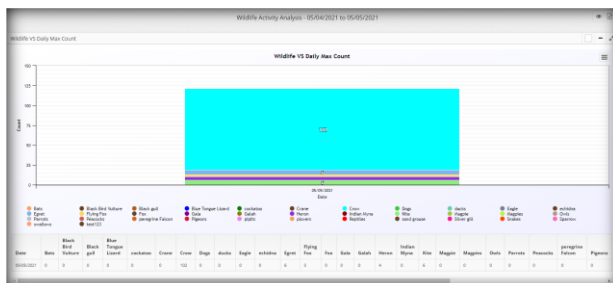 Wildlife Activity Analysis - 05/04/2021 to 05/05/2021
Wildlife VS Daily Max Count
Wildlife VS Daily Max Count
150
125
100
75
50
25
0
Count
05/05/2021
Date
Bats Black Bird Vulture Black gull Blue Tongue Lizard cockatoo Crane Crow Dogs ducks Eagle echidna
Egret Flying Fox Fox Gala Galah Heron Indian Myna Kite Magpie Magpies Owls
Parrots Peacocks peregrine Falcon Pigeons plovers Reptiles sand grouse Silver gill Snakes Sparrow
swallows test123
Date Bats Black Bird Vulture Black gull Blue Tongue Lizard cockatoo Crane Crow Dogs ducks Eagle echidna Egret Flying Fox Fox Gala Galah Heron Indian Myna Kite Magpie Magpies Owls Parrots Peacocks peregrine Falcon Pigeons
05/05/2021 0 0 0 0 0 0 102 0 0 0 0 6 0 0 0 0 4 0 6 0 0 0 0 0 0 0